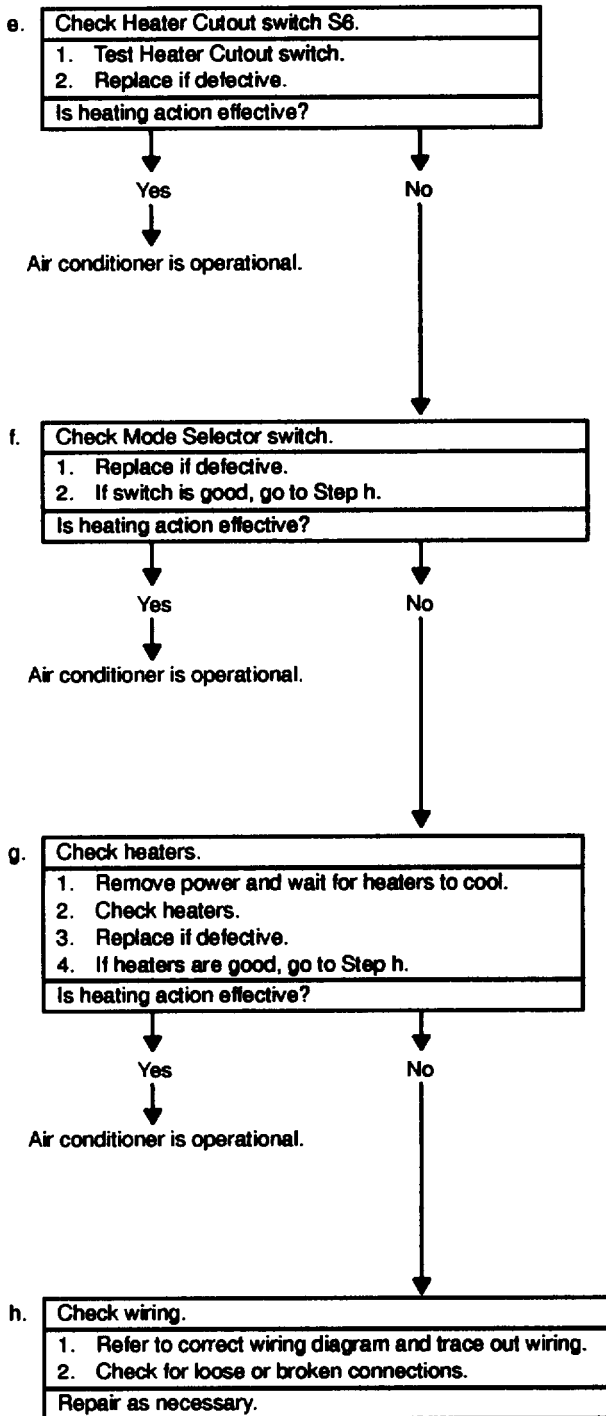 e. Check Heater Cutout switch S6.
1. Test Heater Cutout switch.
2. Replace if defective.
Is heating action effective?
Yes No
Air conditioner is operational.
f. Check Mode Selector switch.
1. Replace if defective.
2. If switch is good, go to Step h.
Is heating action effective?
Yes No
Air conditioner is operational.
g. Check heaters.
1. Remove power and wait for heaters to cool.
2. Check heaters.
3. Replace if defective.
4. If heaters are good, go to Step h.
Is heating action effective?
Yes No
Air conditioner is operational.
h. Check wiring.
1. Refer to correct wiring diagram and trace out wiring.
2. Check for loose or broken connections.
Repair as necessary.